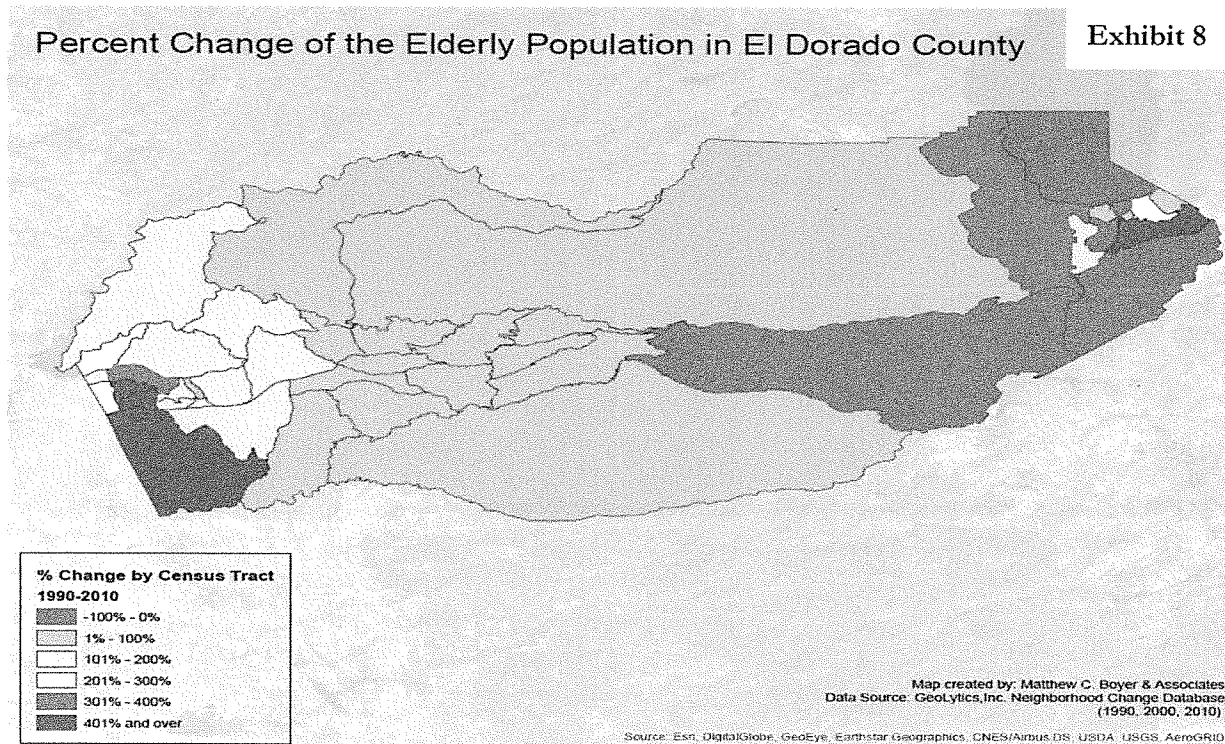 Percent Change of the Elderly Population in El Dorado County
Exhibit 8
% Change by Census Tract
1990-2010
-100% - 0%
1% - 100%
101% - 200%
201% - 300%
301% - 400%
401% and over
Map created by: Matthew C. Boyer & Associates
Data Source: GeoLytics,Inc. Neighborhood Change Database
(1990, 2000, 2010)
Source: Esri, DigitalGlobe, GeoEye, Earthstar Geographics, CNES/Airbus DS, USDA, USGS, AeroGRID